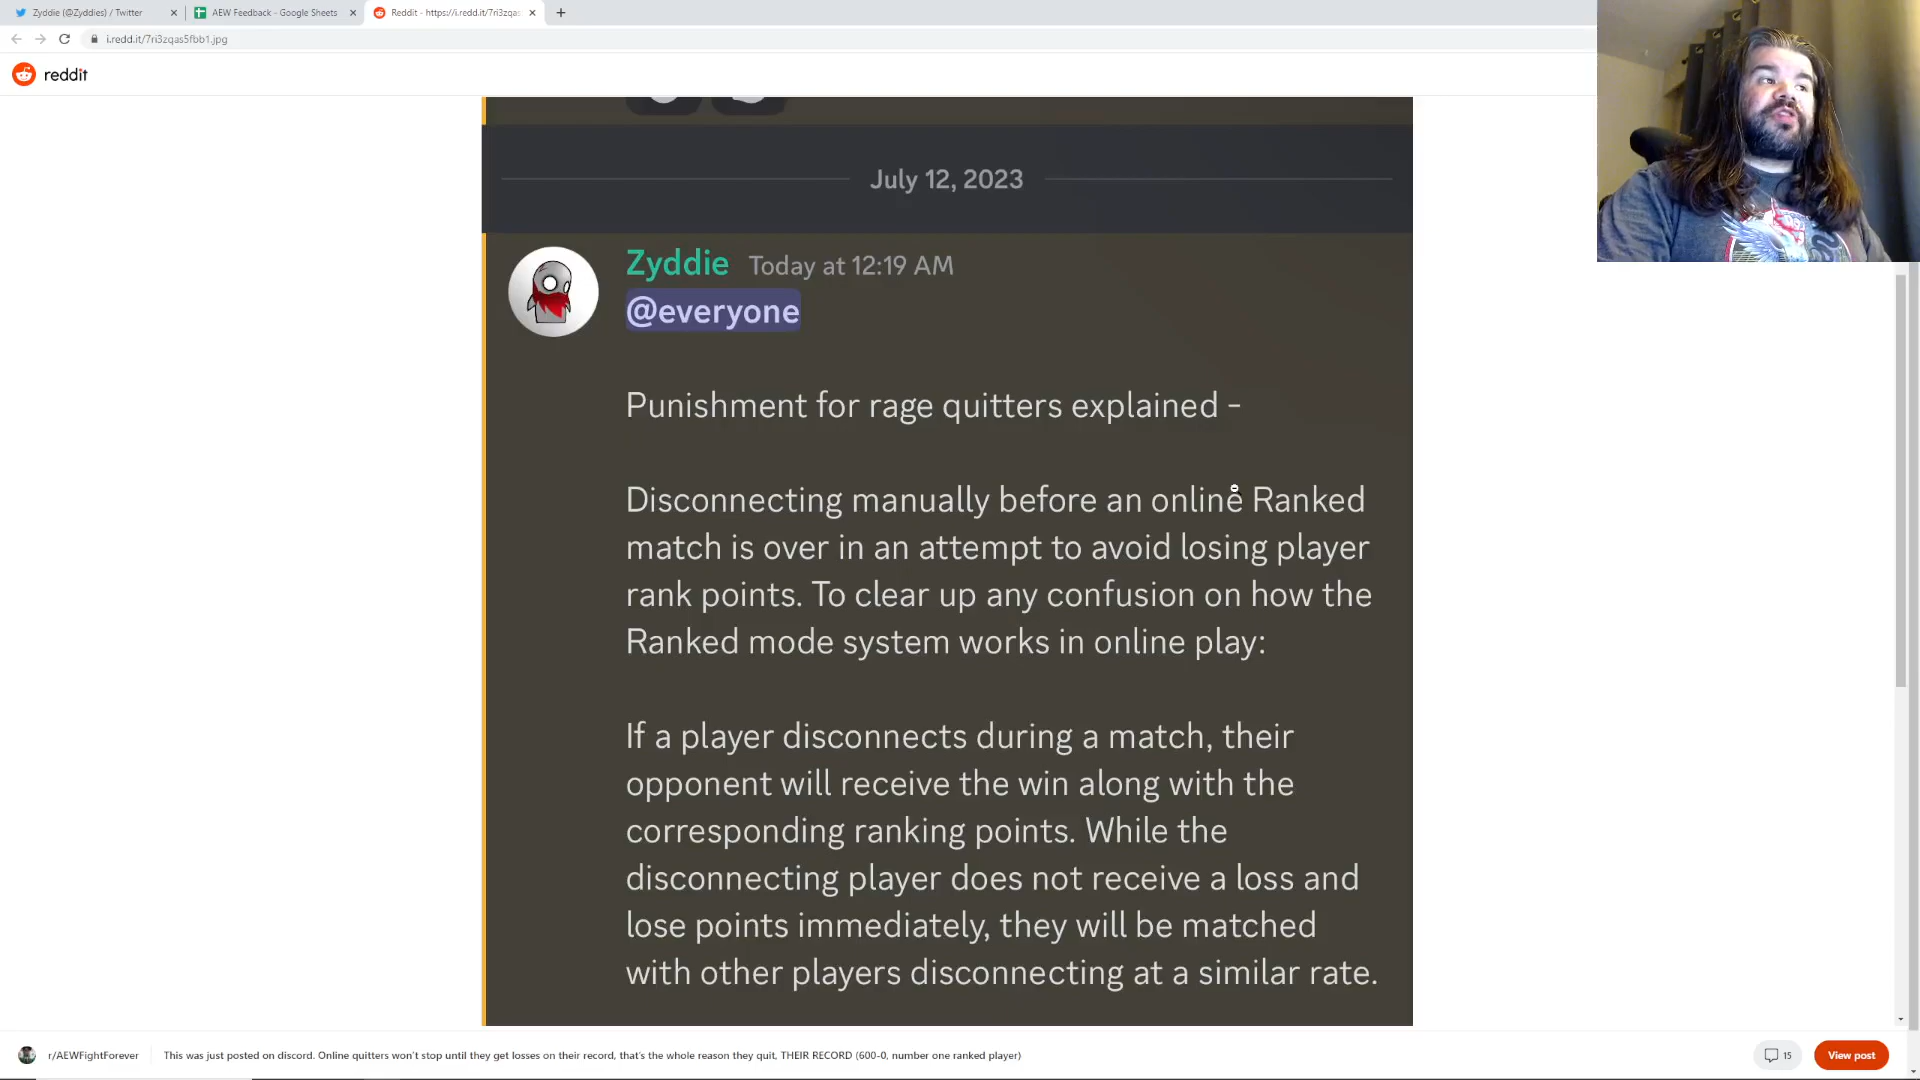 Zyddie (@Zyddies) / Twitter
AEW Feedback - Google Sheets
Reddit - https://i.redd.it/7ri3zqas
i.redd.it/7ri3zqas5fbb1.jpg
reddit
July 12, 2023
Zyddie Today at 12:19 AM
@everyone
Punishment for rage quitters explained -
Disconnecting manually before an online Ranked
match is over in an attempt to avoid losing player
rank points. To clear up any confusion on how the
Ranked mode system works in online play:
If a player disconnects during a match, their
opponent will receive the win along with the
corresponding ranking points. While the
disconnecting player does not receive a loss and
lose points immediately, they will be matched
with other players disconnecting at a similar rate.
r/AEWFightForever
This was just posted on discord. Online quitters won't stop until they get losses on their record, that's the whole reason they quit, THEIR RECORD (600-0, number one ranked player)
15
View post